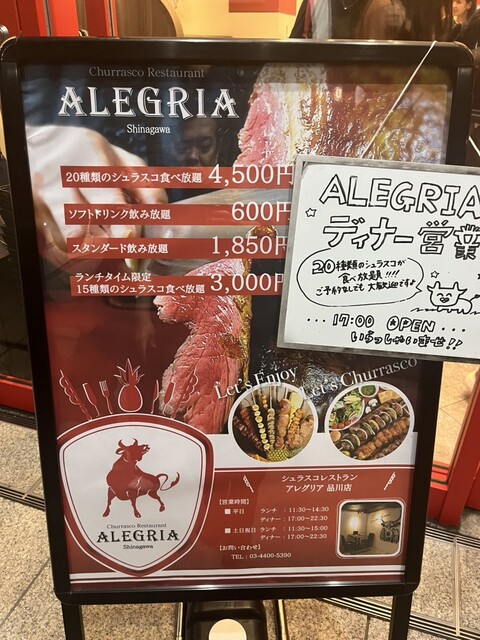 Churrasco Restaurant
ALEGRIA
Shinagawa
20種類のシュラスコ食べ放題 4,500円
ソフトドリンク飲み放題 600円
スタンダード飲み放題 1,850円
ランチタイム限定
15種類のシュラスコ食べ放題 3,000円
ALEGRIA
ディナー営業
20種類のシュラスコが
食べ放題!!!!
ご予約なしでも大歓迎ですよ
... 17:00 OPEN ...
いらっしゃいませ!!
Let's Enjoy
Let's Churrasco
Churrasco Restaurant
ALEGRIA
Shinagawa
シュラスコレストラン
アレグリア 品川店
【営業時間】
■ 平日 ランチ : 11:30~14:30
ディナー : 17:00~22:30
■ 土日祝日 ランチ : 11:30~15:00
ディナー : 17:00~22:30
【お問い合わせ】
TEL : 03-4400-5390